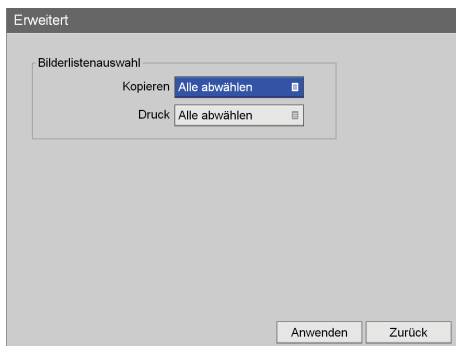 Erweitert
Bilderlistenauswahl
Kopieren Alle abwählen
Druck Alle abwählen
Anwenden Zurück